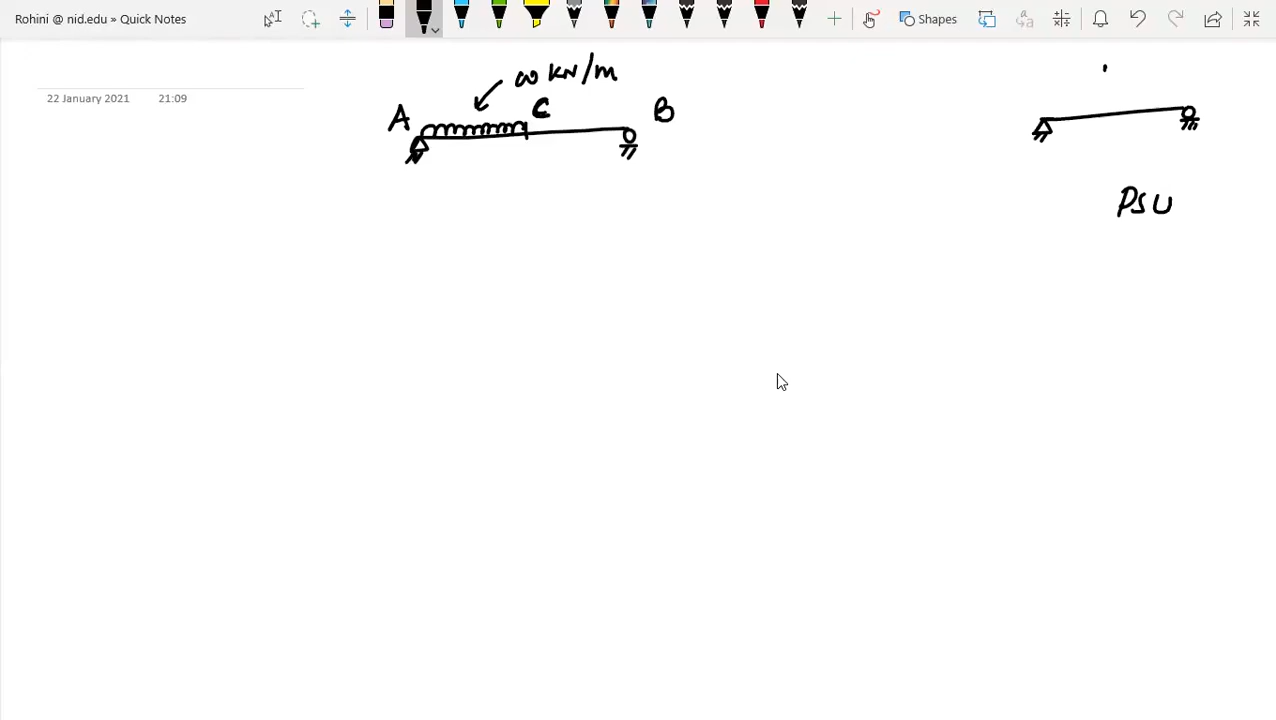 Rohini @ nid.edu » Quick Notes
Shapes
22 January 2021 21:09
ω kN/m
A C B
PSU